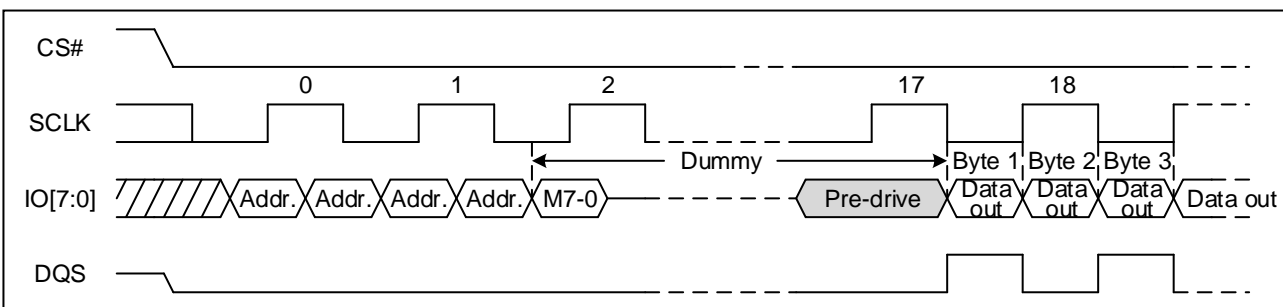 CS#
0 1 2 17 18
SCLK
Dummy Byte 1 Byte 2 Byte 3
IO[7:0] Addr. Addr. Addr. Addr. M7-0 Pre-drive Data out Data out Data out Data out
DQS